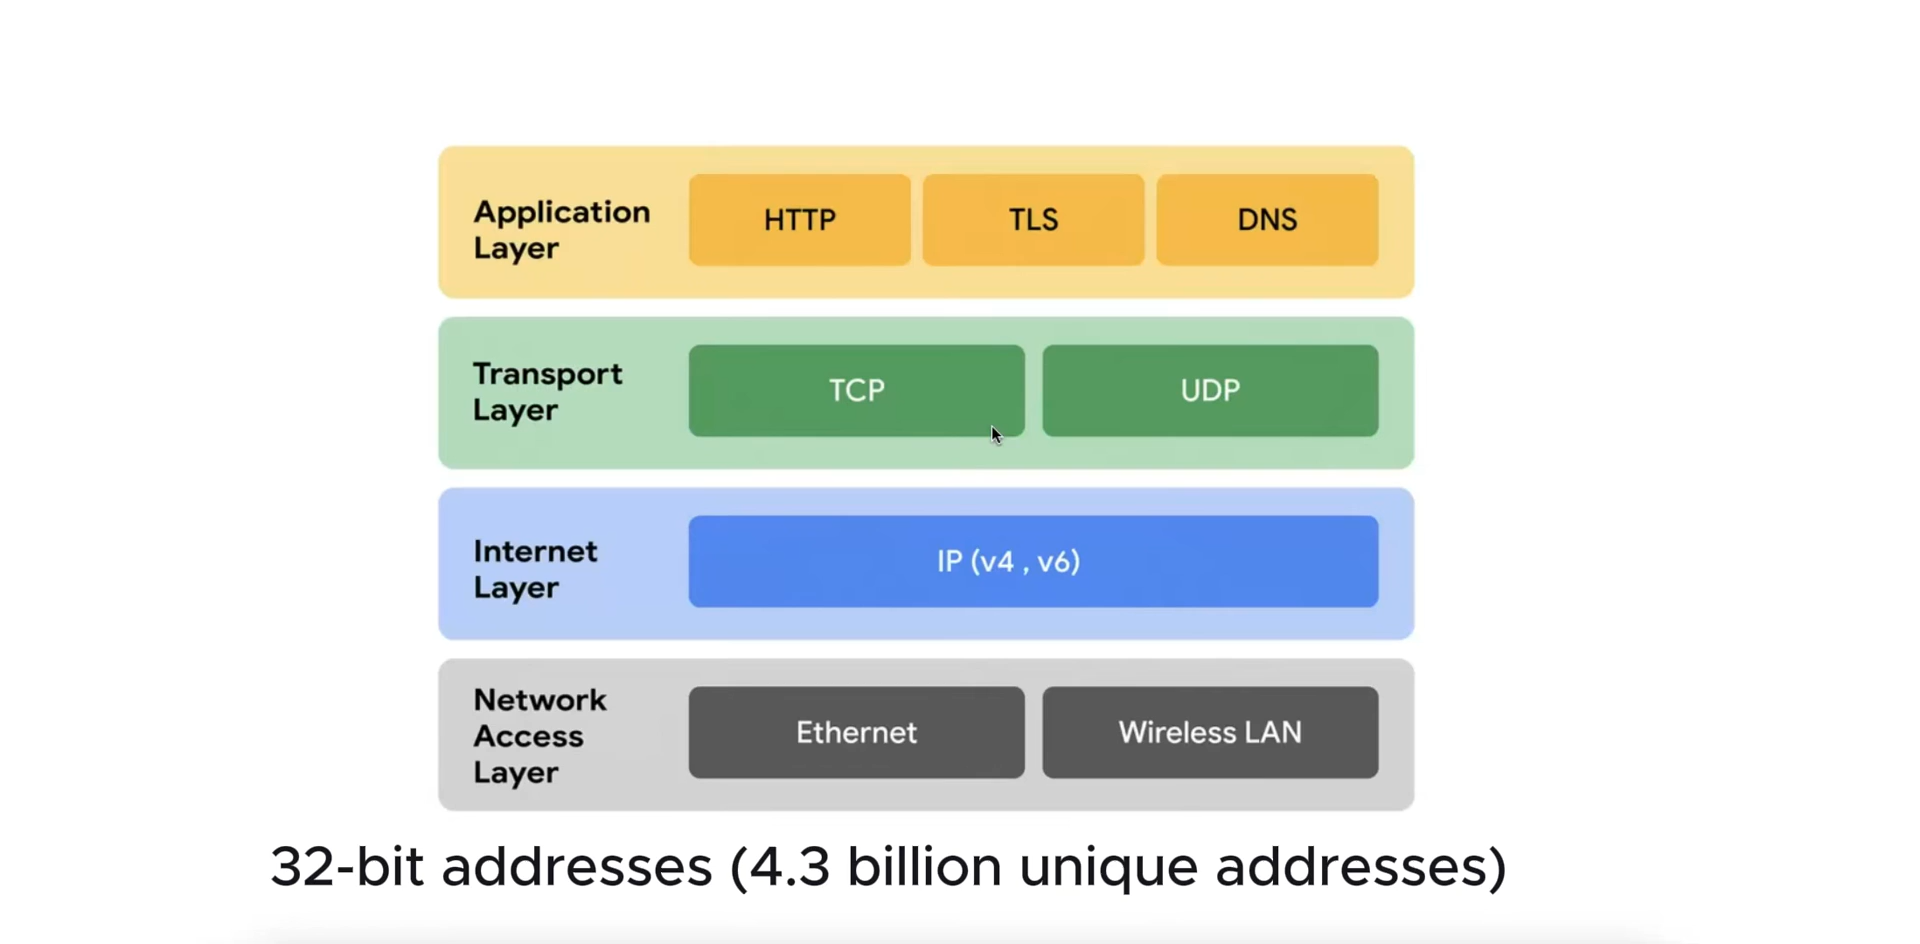 Application
Layer
HTTP
TLS
DNS
Transport
Layer
TCP
UDP
Internet
Layer
IP (v4 , v6)
Network
Access
Layer
Ethernet
Wireless LAN
32-bit addresses (4.3 billion unique addresses)